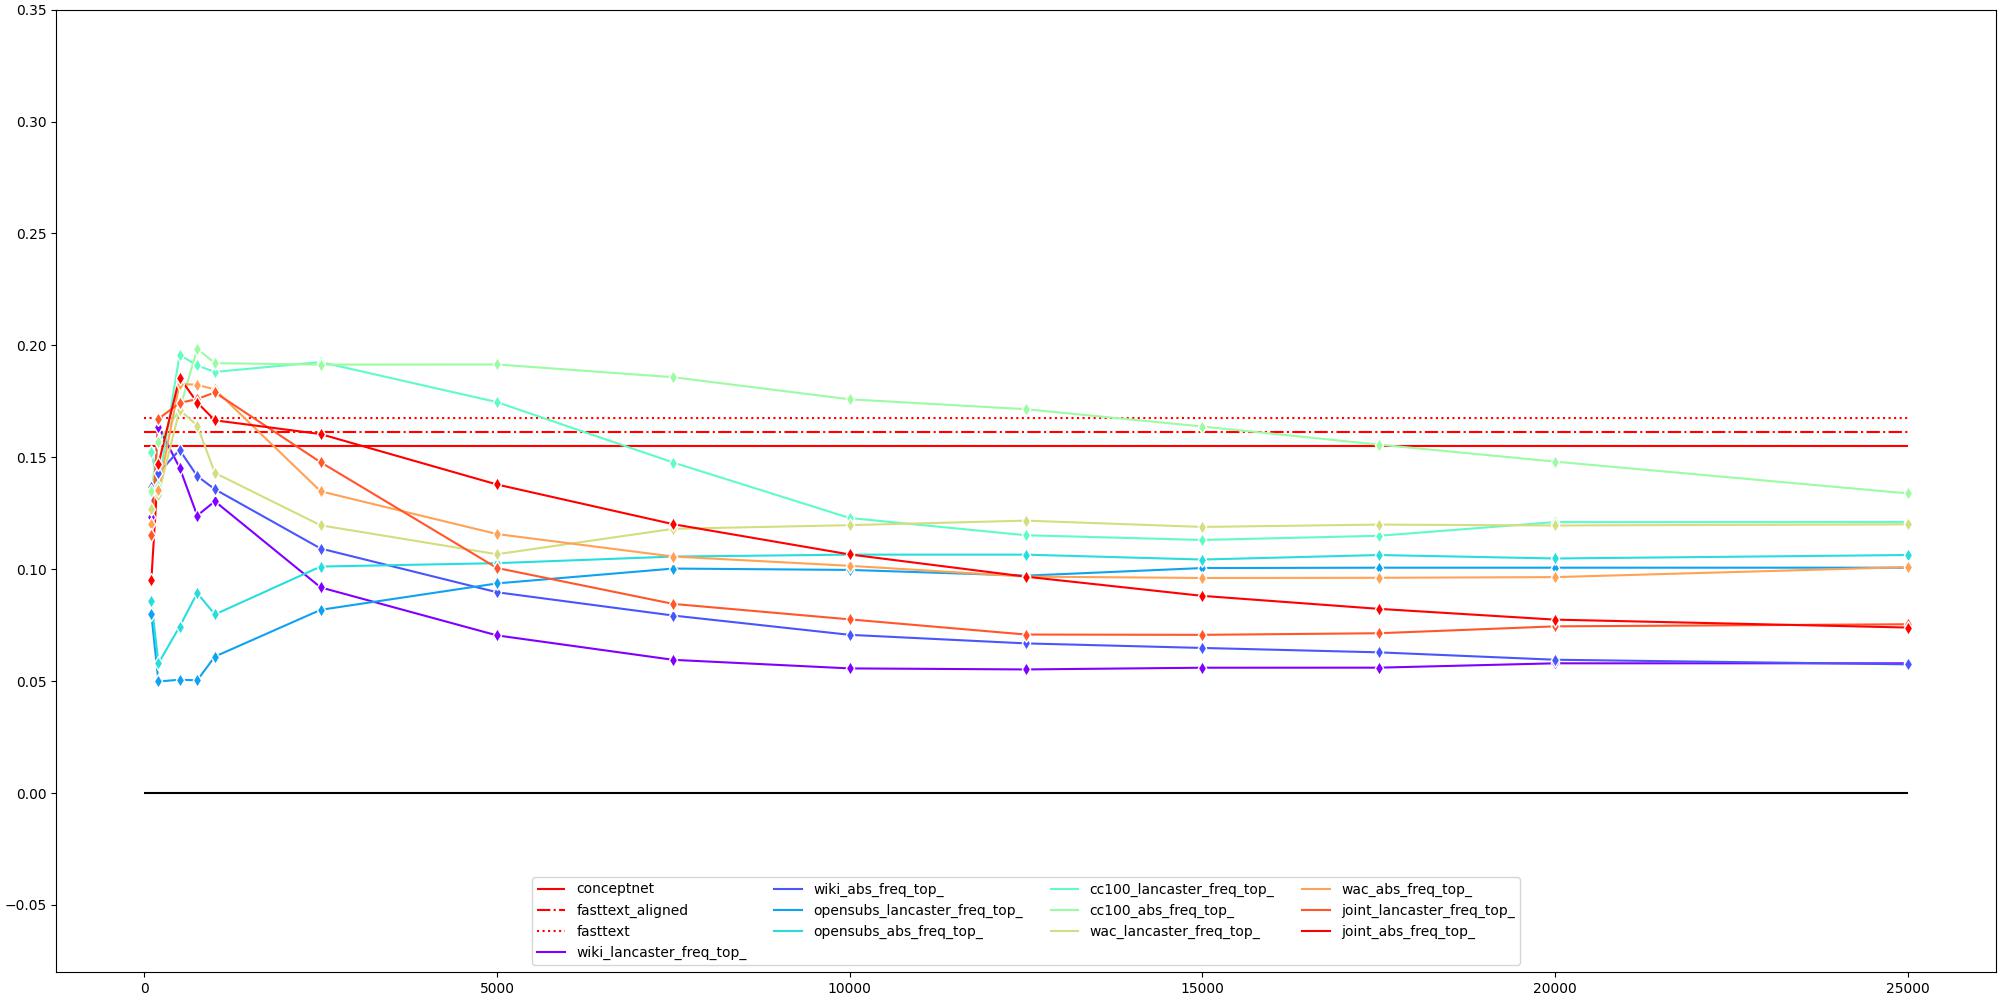 0.35
0.30
0.25
0.20
0.15
0.10
0.05
0.00
−0.05
0 5000 10000 15000 20000 25000
conceptnet
fasttext_aligned
fasttext
wiki_lancaster_freq_top_
wiki_abs_freq_top_
opensubs_lancaster_freq_top_
opensubs_abs_freq_top_
cc100_lancaster_freq_top_
cc100_abs_freq_top_
wac_lancaster_freq_top_
wac_abs_freq_top_
joint_lancaster_freq_top_
joint_abs_freq_top_